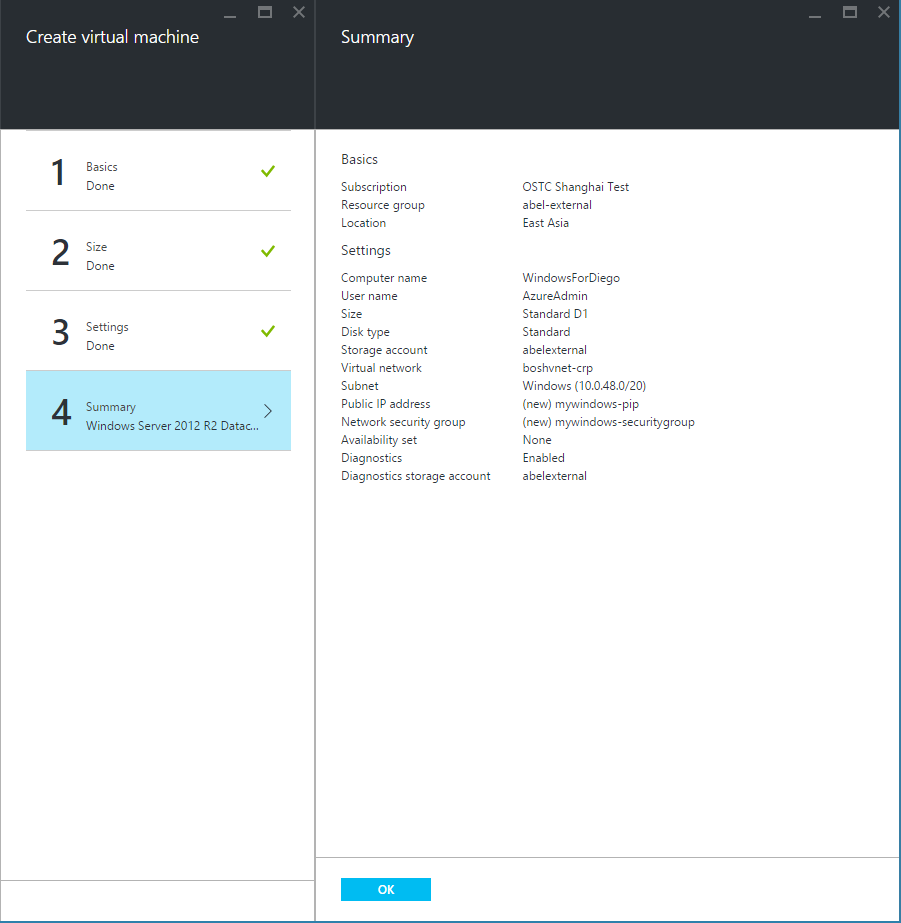 Create virtual machine
1
Basics
Done
2
Size
Done
3
Settings
Done
4
Summary
Windows Server 2012 R2 Datac...
Summary
Basics
Subscription OSTC Shanghai Test
Resource group abel-external
Location East Asia
Settings
Computer name WindowsForDiego
User name AzureAdmin
Size Standard D1
Disk type Standard
Storage account abelexternal
Virtual network boshvnet-crp
Subnet Windows (10.0.48.0/20)
Public IP address (new) mywindows-pip
Network security group (new) mywindows-securitygroup
Availability set None
Diagnostics Enabled
Diagnostics storage account abelexternal
OK